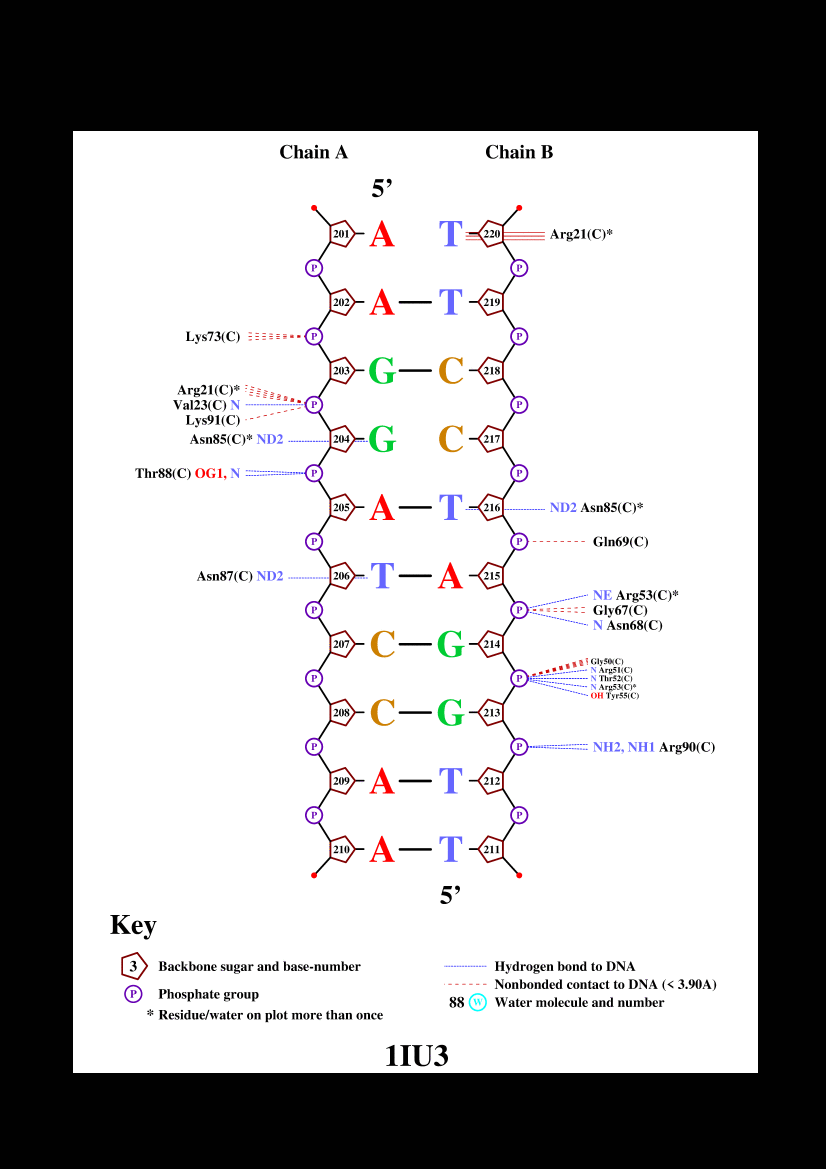 Chain A Chain B
5’
201 A T 220 Arg21(C)*
P P
202 A T 219
Lys73(C) P P
203 G C 218
Arg21(C)*
Val23(C) N P P
Lys91(C)
Asn85(C)* ND2 204 G C 217
Thr88(C) OG1, N P P
205 A T 216 ND2 Asn85(C)*
P P Gln69(C)
Asn87(C) ND2 206 T A 215
NE Arg53(C)*
P P Gly67(C)
N Asn68(C)
207 C G 214
Gly50(C)
N Arg51(C)
P P N Thr52(C)
N Arg53(C)*
OH Tyr55(C)
208 C G 213
P P NH2, NH1 Arg90(C)
209 A T 212
P P
210 A T 211
5’
Key
3 Backbone sugar and base-number
P Phosphate group
* Residue/water on plot more than once
Hydrogen bond to DNA
Nonbonded contact to DNA (< 3.90A)
88 W Water molecule and number
1IU3